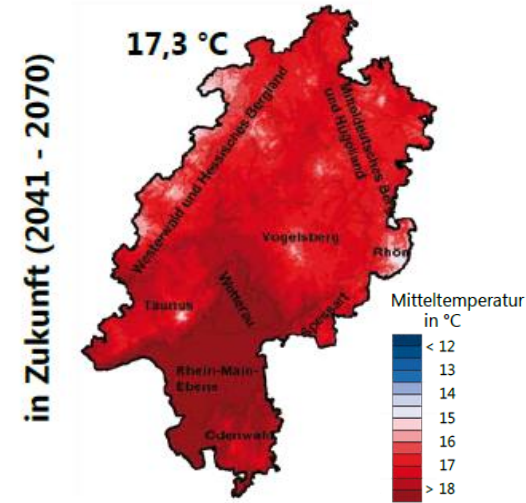 17,3 °C
in Zukunft (2041 - 2070)
Westerwald und Hessisches Bergland
Mitteldeutsches Ber
und Hügelland
Vogelsberg
Rhön
Wetterau
Taunus
Spessart
Rhein-Main-
Ebene
Odenwald
Mitteltemperatur
in °C
< 12
13
14
15
16
17
> 18